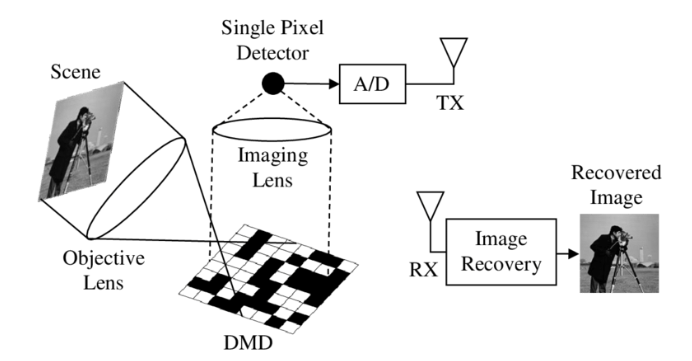 Single Pixel
Detector
Scene
A/D
TX
Imaging
Lens
Recovered
Image
Objective
Lens
RX
Image
Recovery
DMD